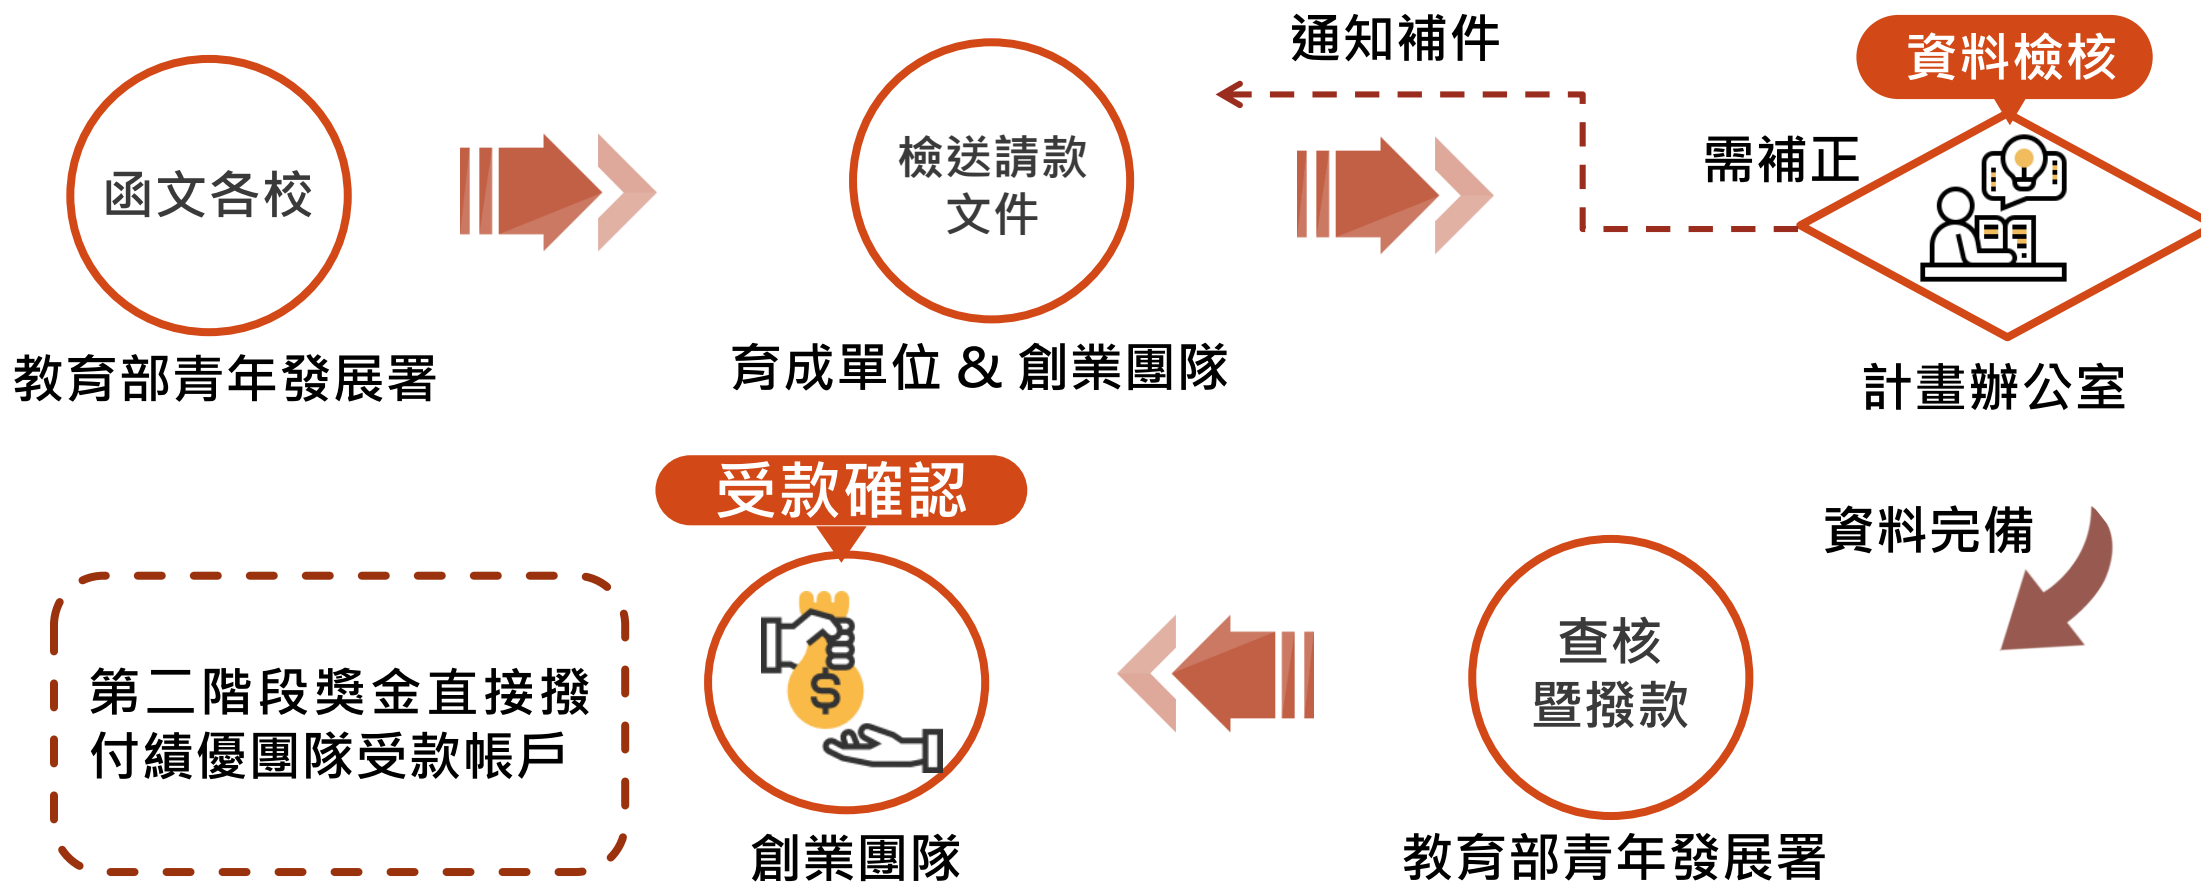 函文各校
教育部青年發展署
檢送請款
文件
育成單位 & 創業團隊
通知補件
需補正
資料檢核
計畫辦公室
資料完備
查核
暨撥款
教育部青年發展署
受款確認
$
創業團隊
第二階段獎金直接撥
付績優團隊受款帳戶